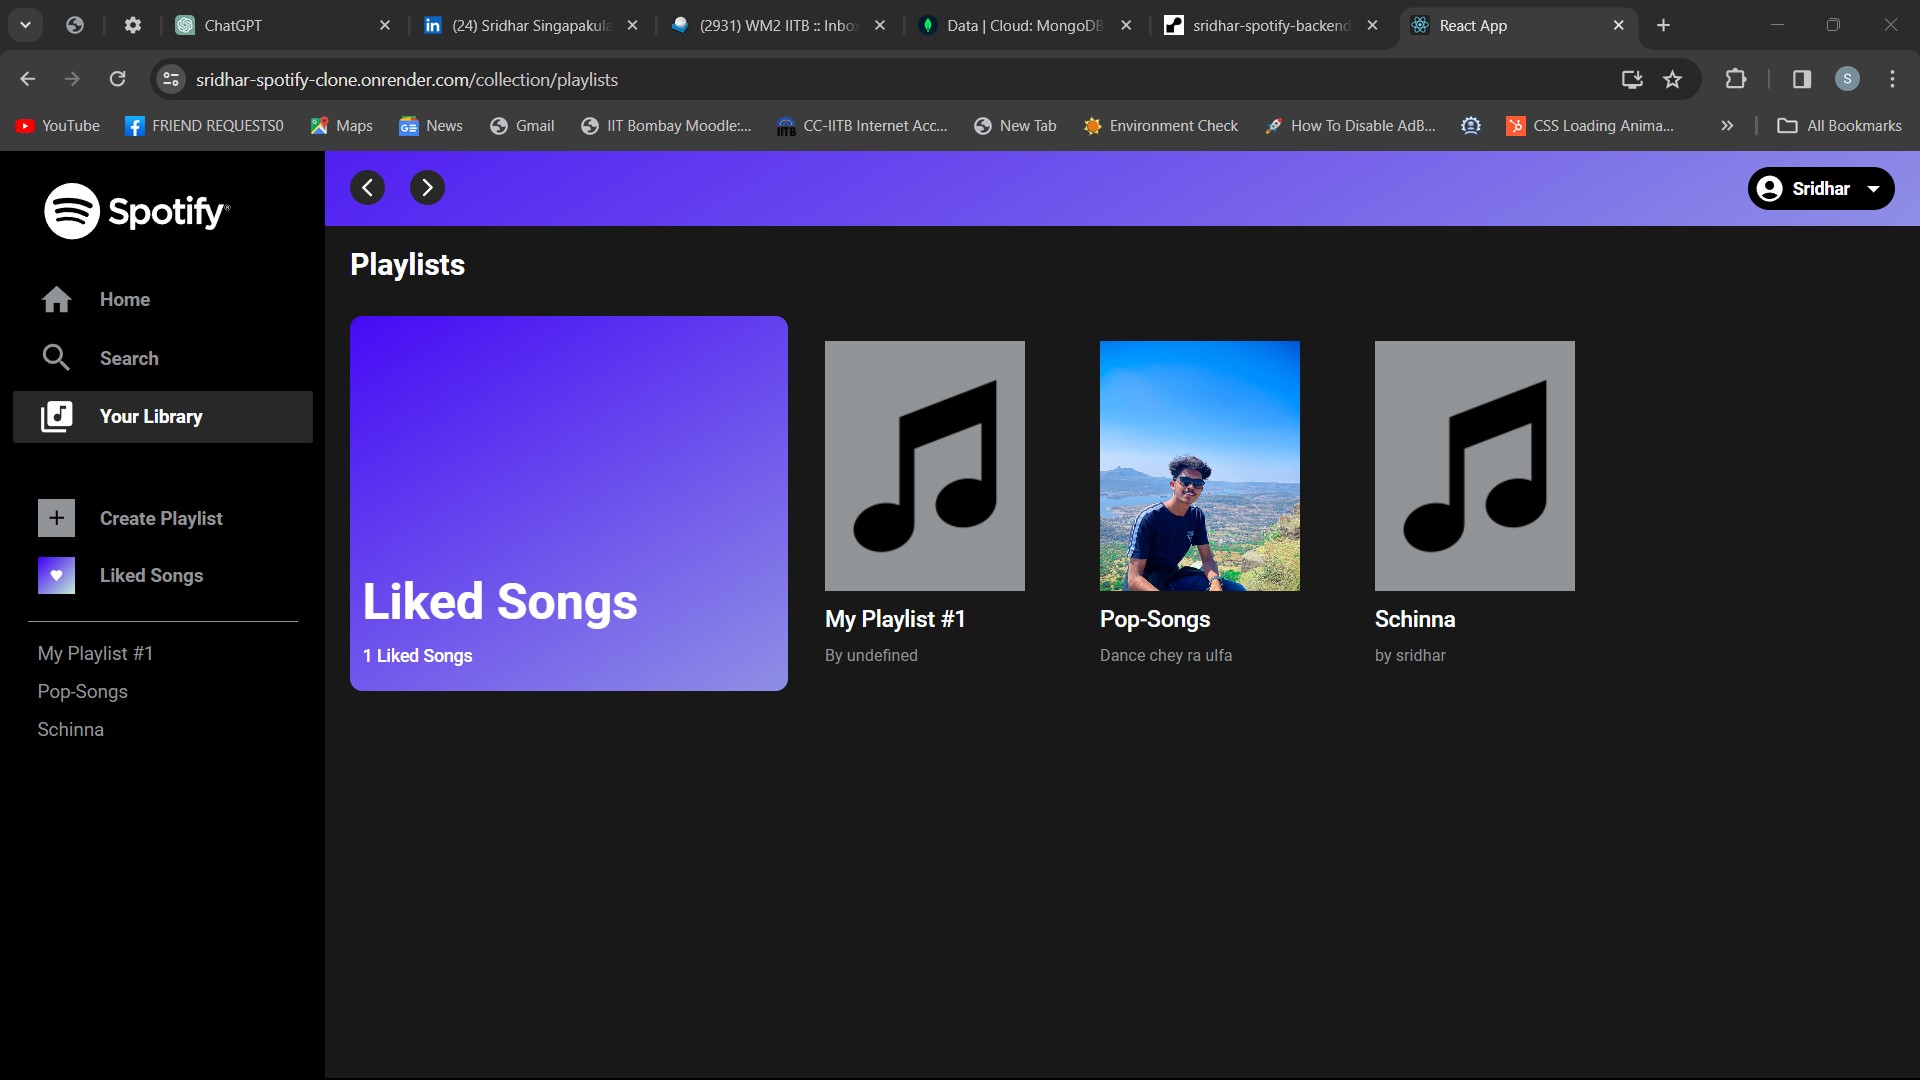 ChatGPT
(24) Sridhar Singapakula
(2931) WM2 IITB :: Inbo
Data | Cloud: MongoDB
sridhar-spotify-backend
React App
sridhar-spotify-clone.onrender.com/collection/playlists
S
YouTube
FRIEND REQUESTS0
Maps
News
Gmail
IIT Bombay Moodle:...
CC-IITB Internet Acc...
New Tab
Environment Check
How To Disable AdB...
CSS Loading Anima...
All Bookmarks
Spotify®
Sridhar
Home
Search
Your Library
Create Playlist
Liked Songs
My Playlist #1
Pop-Songs
Schinna
Playlists
Liked Songs
1 Liked Songs
My Playlist #1
By undefined
Pop-Songs
Dance chey ra ulfa
Schinna
by sridhar